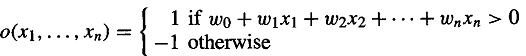 o(x₁, . . . , xₙ) = { 1 if w₀ + w₁x₁ + w₂x₂ + · · · + wₙxₙ > 0
−1 otherwise